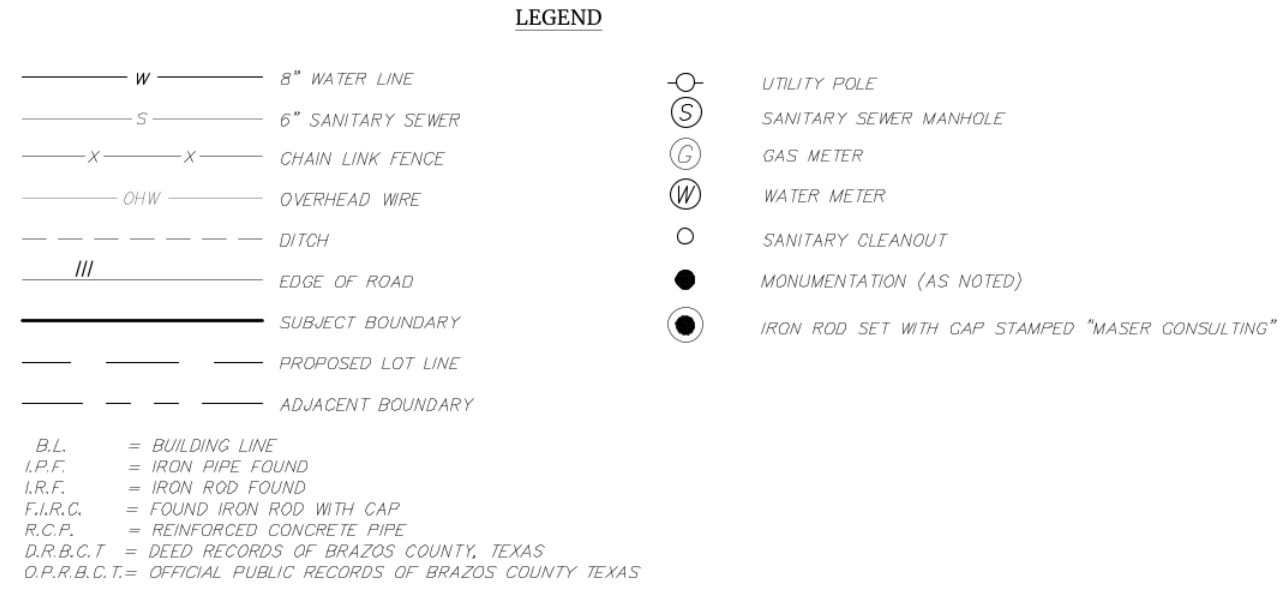 LEGEND
W 8" WATER LINE
S 6" SANITARY SEWER
X X CHAIN LINK FENCE
OHW OVERHEAD WIRE
DITCH
/// EDGE OF ROAD
SUBJECT BOUNDARY
PROPOSED LOT LINE
ADJACENT BOUNDARY
B.L. = BUILDING LINE
I.P.F. = IRON PIPE FOUND
I.R.F. = IRON ROD FOUND
F.I.R.C. = FOUND IRON ROD WITH CAP
R.C.P. = REINFORCED CONCRETE PIPE
D.R.B.C.T = DEED RECORDS OF BRAZOS COUNTY, TEXAS
O.P.R.B.C.T.= OFFICIAL PUBLIC RECORDS OF BRAZOS COUNTY TEXAS
UTILITY POLE
S SANITARY SEWER MANHOLE
G GAS METER
W WATER METER
SANITARY CLEANOUT
MONUMENTATION (AS NOTED)
IRON ROD SET WITH CAP STAMPED "MASER CONSULTING"